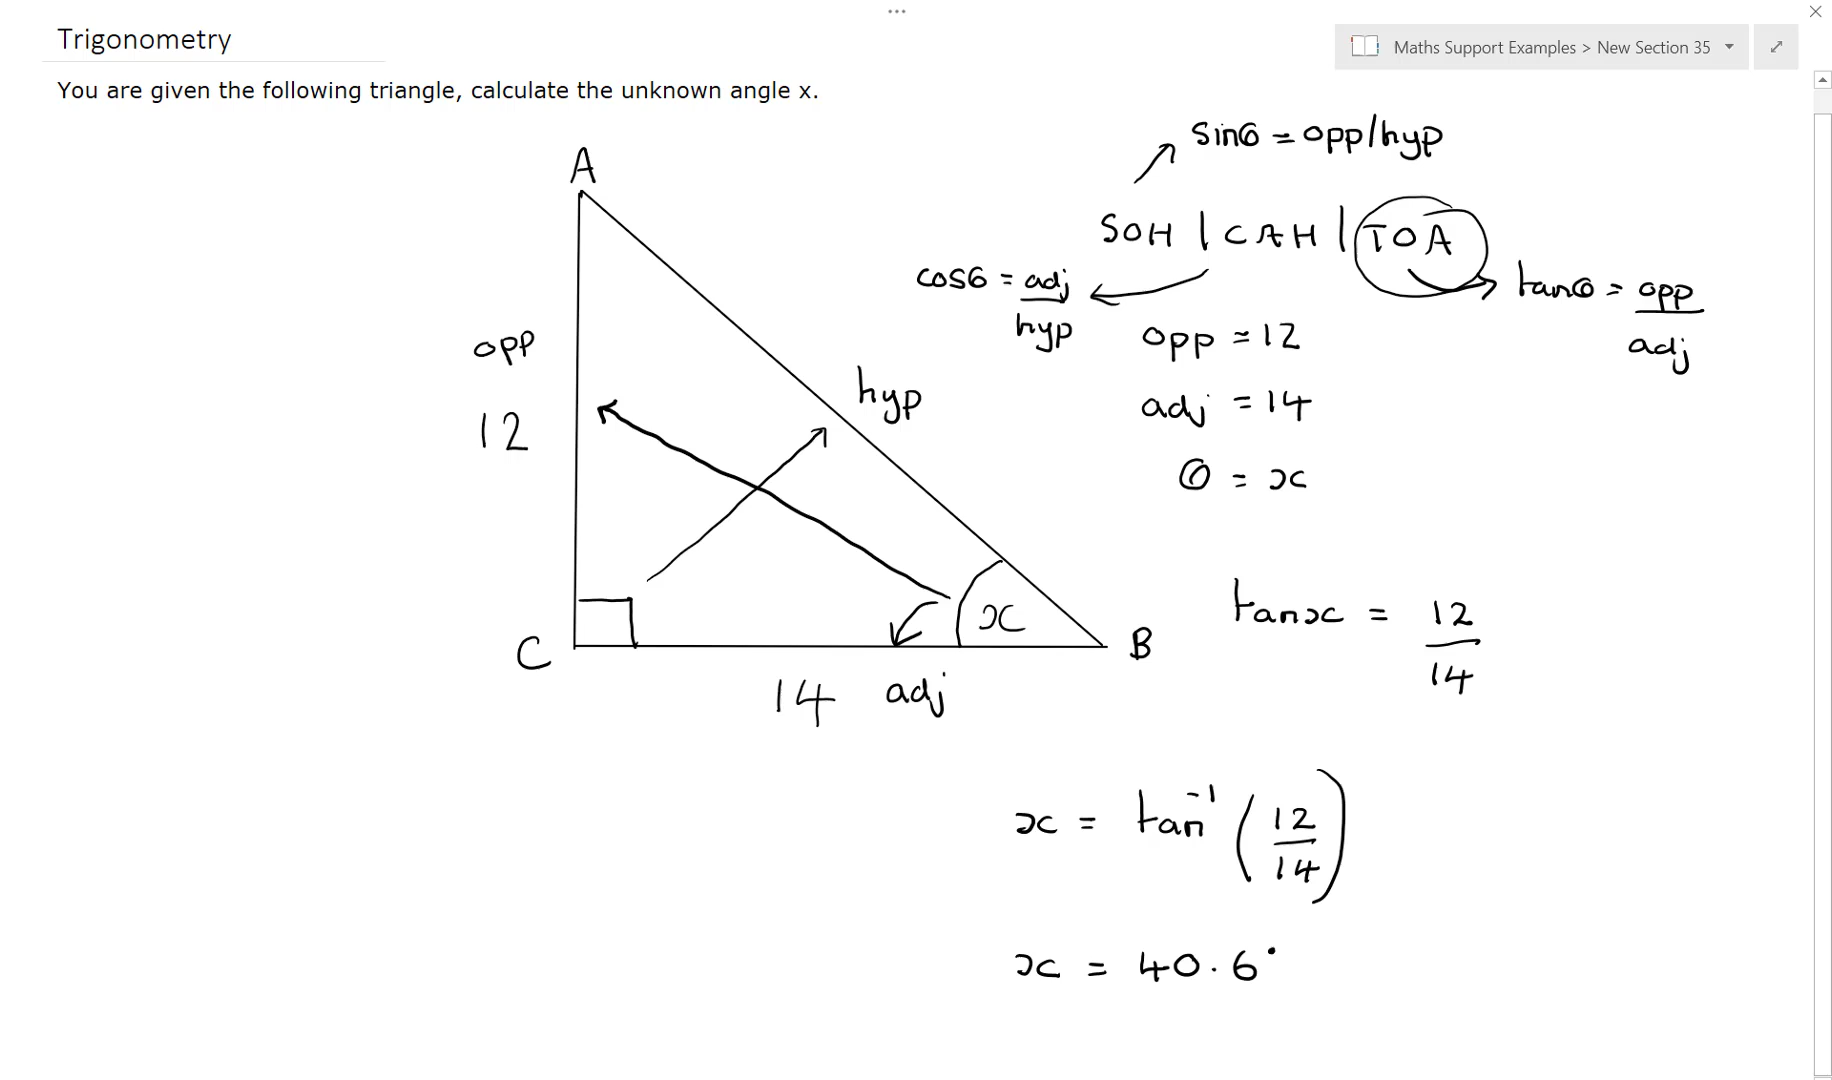 Trigonometry
Maths Support Examples > New Section 35
You are given the following triangle, calculate the unknown angle x.
sinθ = opp/hyp
A
SOH | CAH | TOA
cosθ = adj/hyp
tanθ = opp/adj
opp
12
hyp
opp = 12
adj = 14
θ = x
x
C
B
14 adj
tanx = 12/14
x = tan⁻¹(12/14)
x = 40.6°